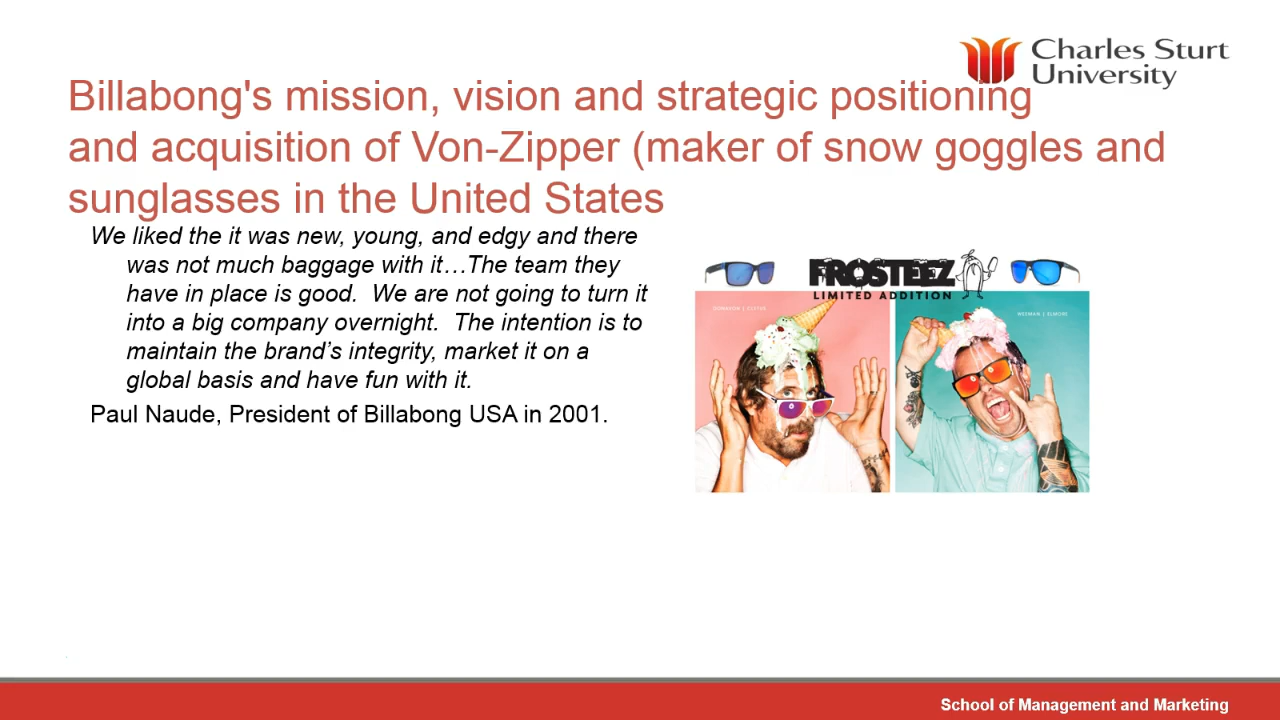 Charles Sturt
University
Billabong's mission, vision and strategic positioning
and acquisition of Von-Zipper (maker of snow goggles and
sunglasses in the United States
We liked the it was new, young, and edgy and there
was not much baggage with it…The team they
have in place is good.  We are not going to turn it
into a big company overnight.  The intention is to
maintain the brand’s integrity, market it on a
global basis and have fun with it.
Paul Naude, President of Billabong USA in 2001.
FROSTEEZ
LIMITED ADDITION
School of Management and Marketing